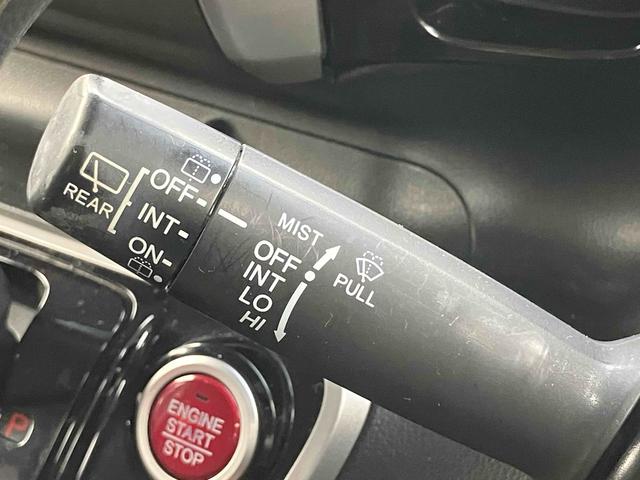 REAR
OFF
INT
ON
MIST
OFF
INT
LO
HI
PULL
ENGINE
START
STOP
P